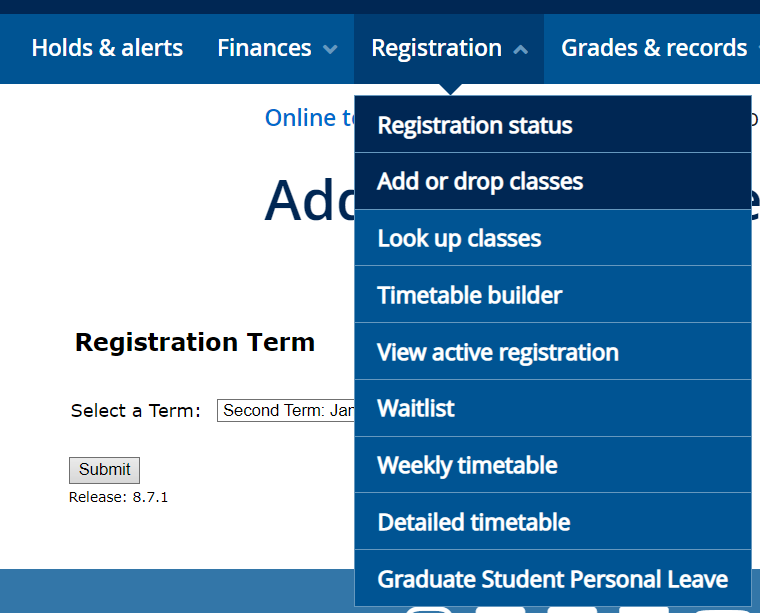 Holds & alerts Finances Registration Grades & records
Online
Registration status
Add or drop classes
Look up classes
Timetable builder
View active registration
Waitlist
Weekly timetable
Detailed timetable
Graduate Student Personal Leave
Add
Registration Term
Select a Term: Second Term: Jan
Submit
Release: 8.7.1